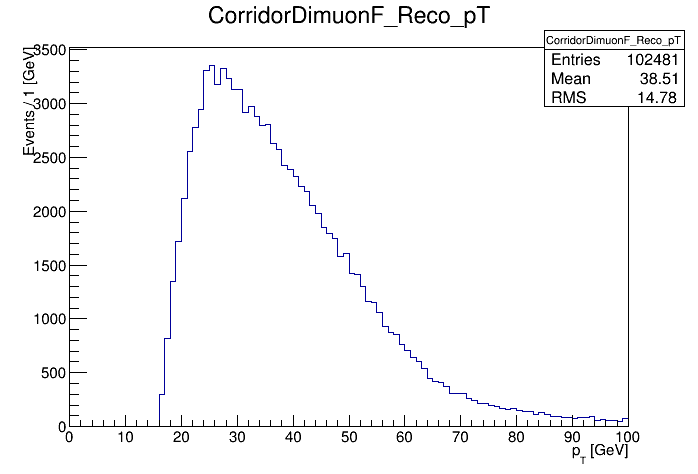 CorridorDimuonF_Reco_pT
CorridorDimuonF_Reco_pT
Entries 102481
Mean 38.51
RMS 14.78
Events / 1 [GeV]
3500
3000
2500
2000
1500
1000
500
0
0 10 20 30 40 50 60 70 80 90 100
p_T [GeV]